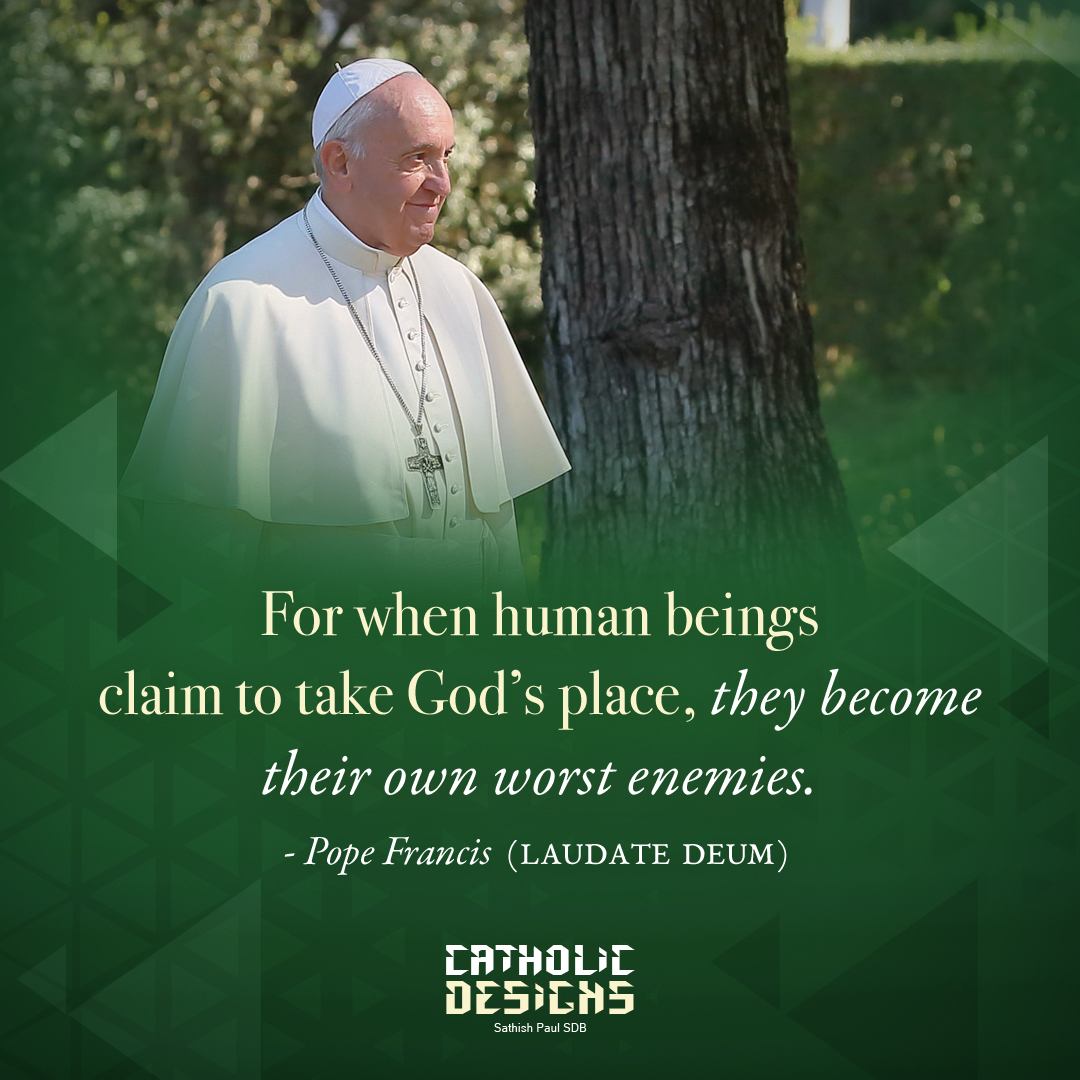 For when human beings
claim to take God’s place, they become
their own worst enemies.
- Pope Francis (LAUDATE DEUM)
CATHOLIC
DESIGNS
Sathish Paul SDB